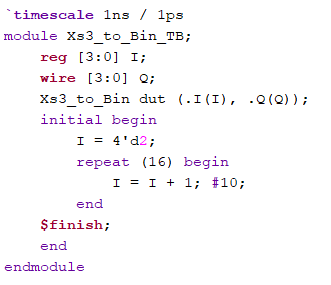 `timescale 1ns / 1ps
module Xs3_to_Bin_TB;
    reg [3:0] I;
    wire [3:0] Q;
    Xs3_to_Bin dut (.I(I), .Q(Q));
    initial begin
        I = 4'd2;
        repeat (16) begin
            I = I + 1; #10;
        end
    $finish;
    end
endmodule